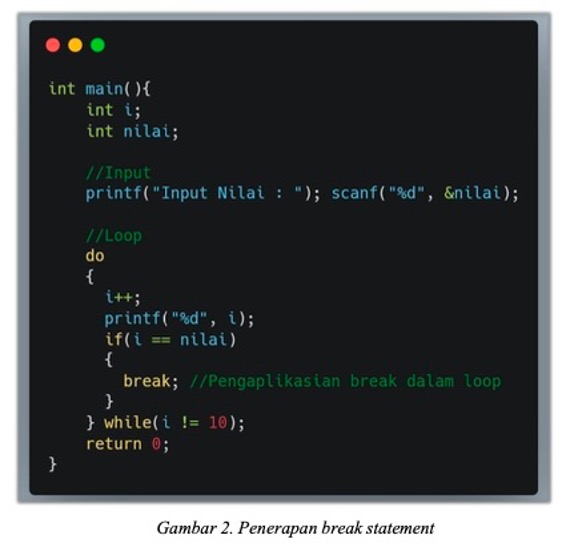 int main(){
int i;
int nilai;
//Input
printf("Input Nilai : "); scanf("%d", &nilai);
//Loop
do
{
i++;
printf("%d", i);
if(i == nilai)
{
break; //Pengaplikasian break dalam loop
}
} while(i != 10);
return 0;
}
Gambar 2. Penerapan break statement